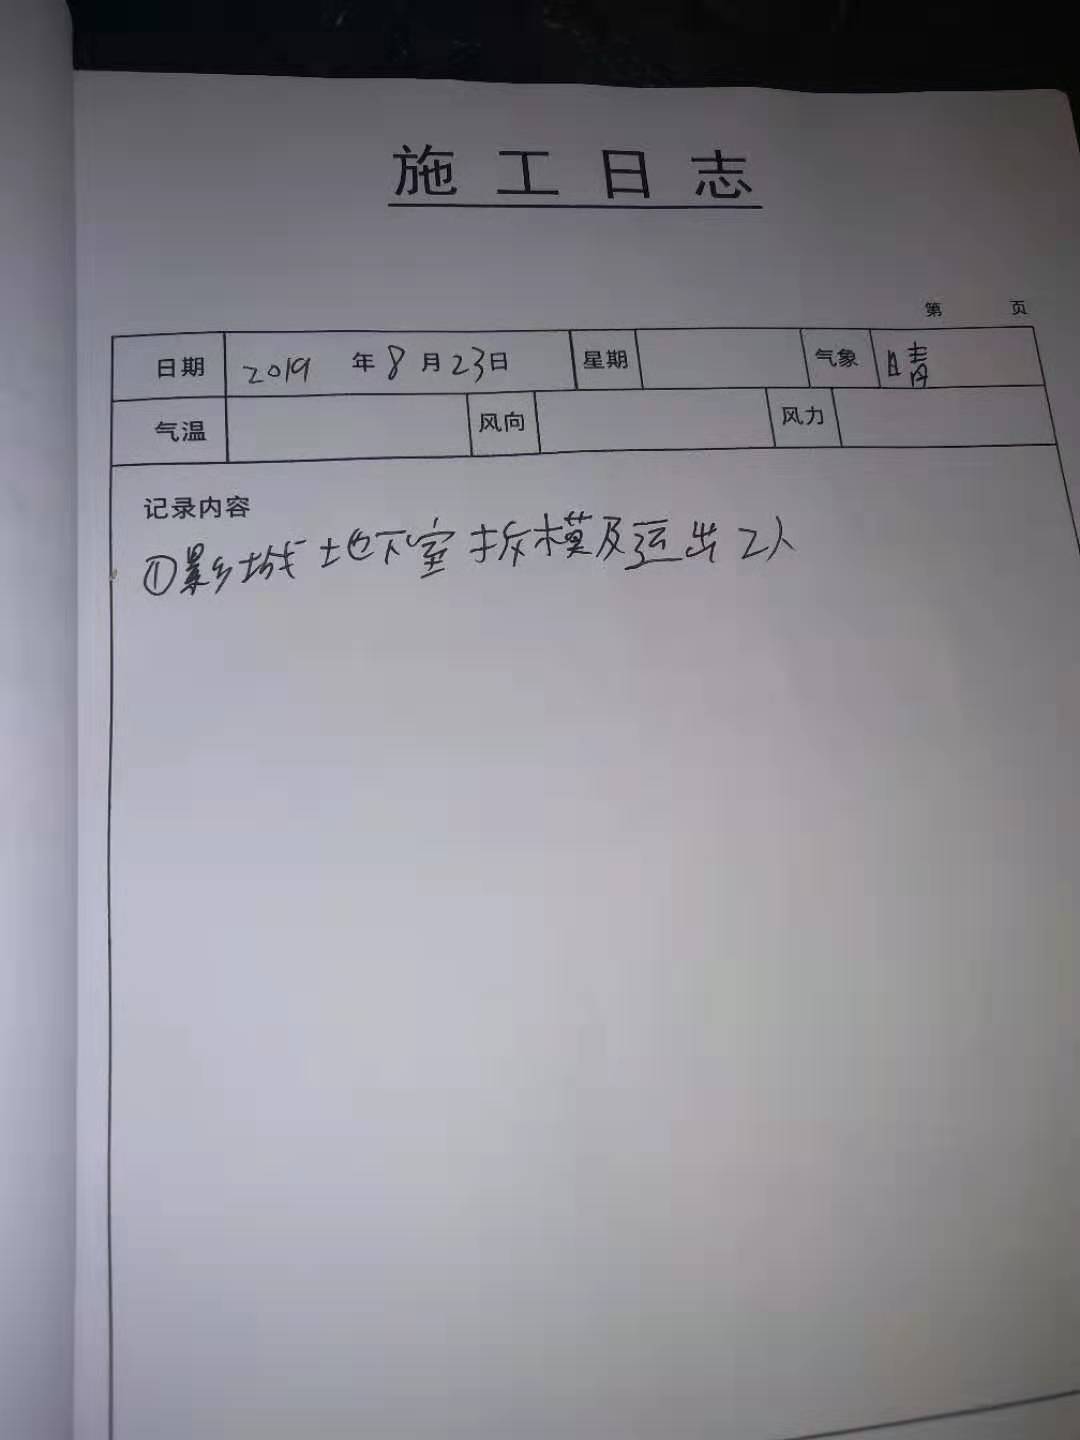 施工日志
第 页
日期 2019 年 8 月 23 日 星期 气象 晴
气温 风向 风力
记录内容
①影城地下室拆模及运出2人